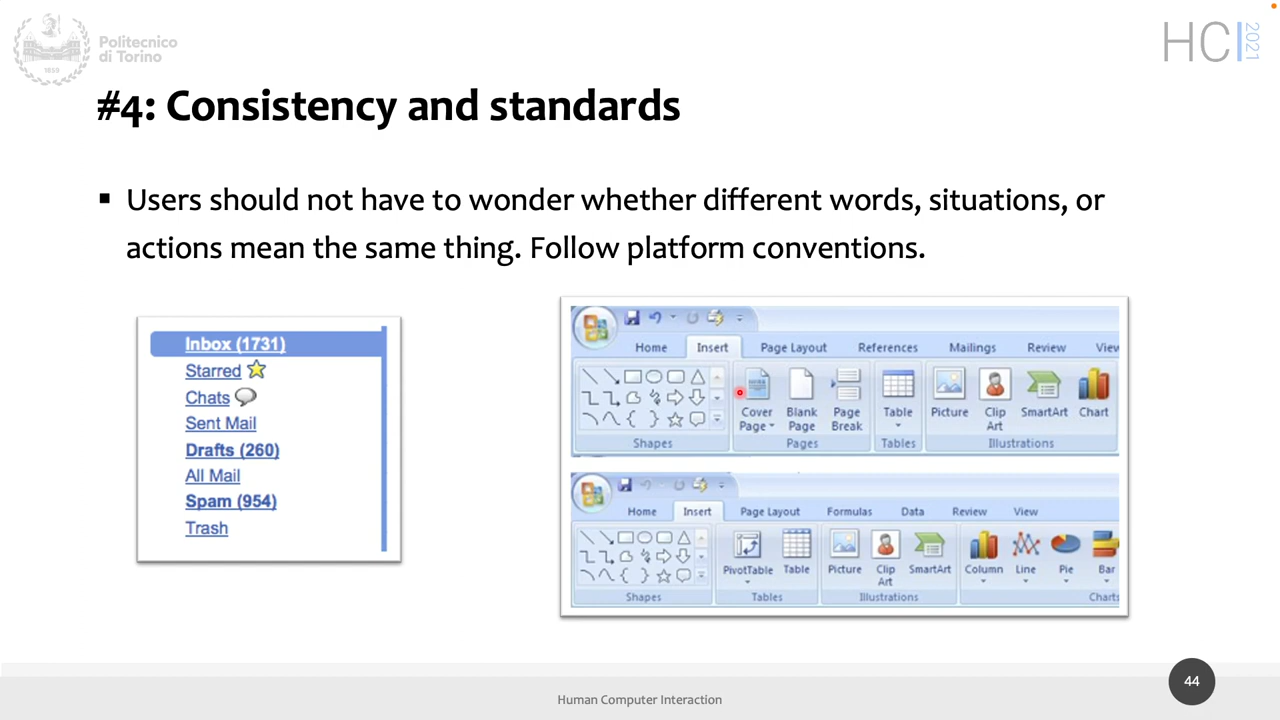 Politecnico
di Torino
1859
HCI
2021
#4: Consistency and standards
Users should not have to wonder whether different words, situations, or
actions mean the same thing. Follow platform conventions.
Inbox (1731)
Starred
Chats
Sent Mail
Drafts (260)
All Mail
Spam (954)
Trash
Home Insert Page Layout References Mailings Review View
Cover Page Blank Page Page Break Table Picture Clip Art SmartArt Chart
Shapes Pages Tables Illustrations
Home Insert Page Layout Formulas Data Review View
PivotTable Table Picture Clip Art SmartArt Column Line Pie Bar
Shapes Tables Illustrations Charts
44
Human Computer Interaction